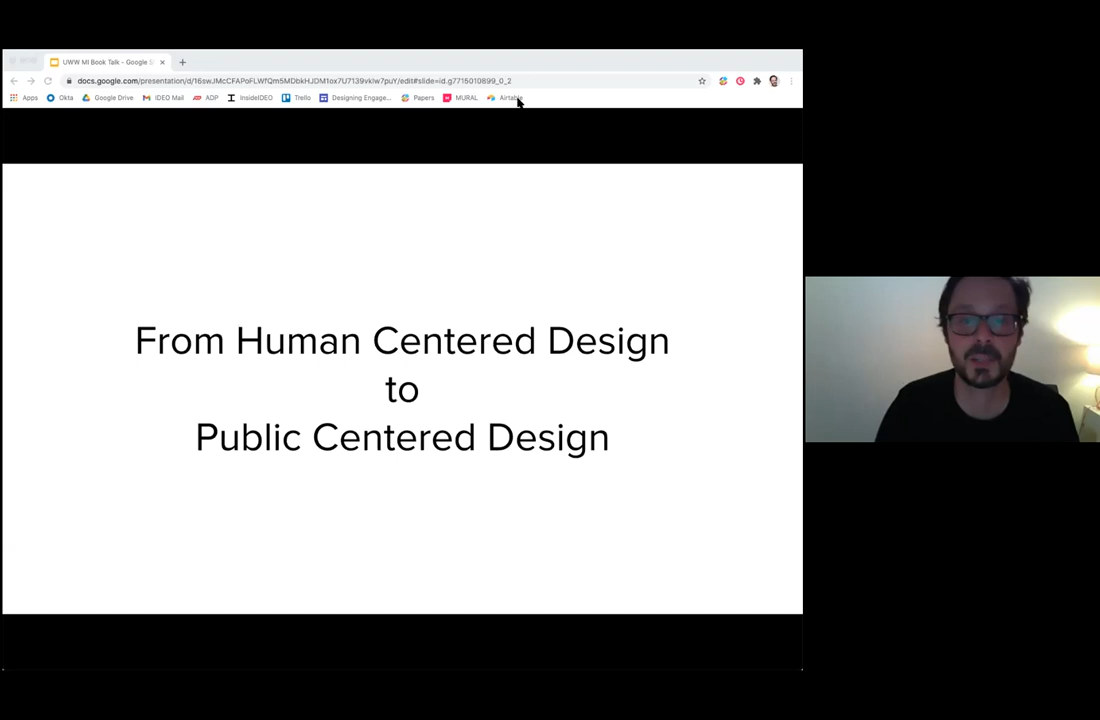 UWW MI Book Talk - Google S
docs.google.com/presentation/d/16swJMcCFAPoFLWfQm5MDbkHJDM1ox7U7139vkIw7puY/edit#slide=id.g7715010899_0_2
Apps Okta Google Drive IDEO Mail ADP InsideIDEO Trello Designing Engage... Papers MURAL Airtable
From Human Centered Design
to
Public Centered Design